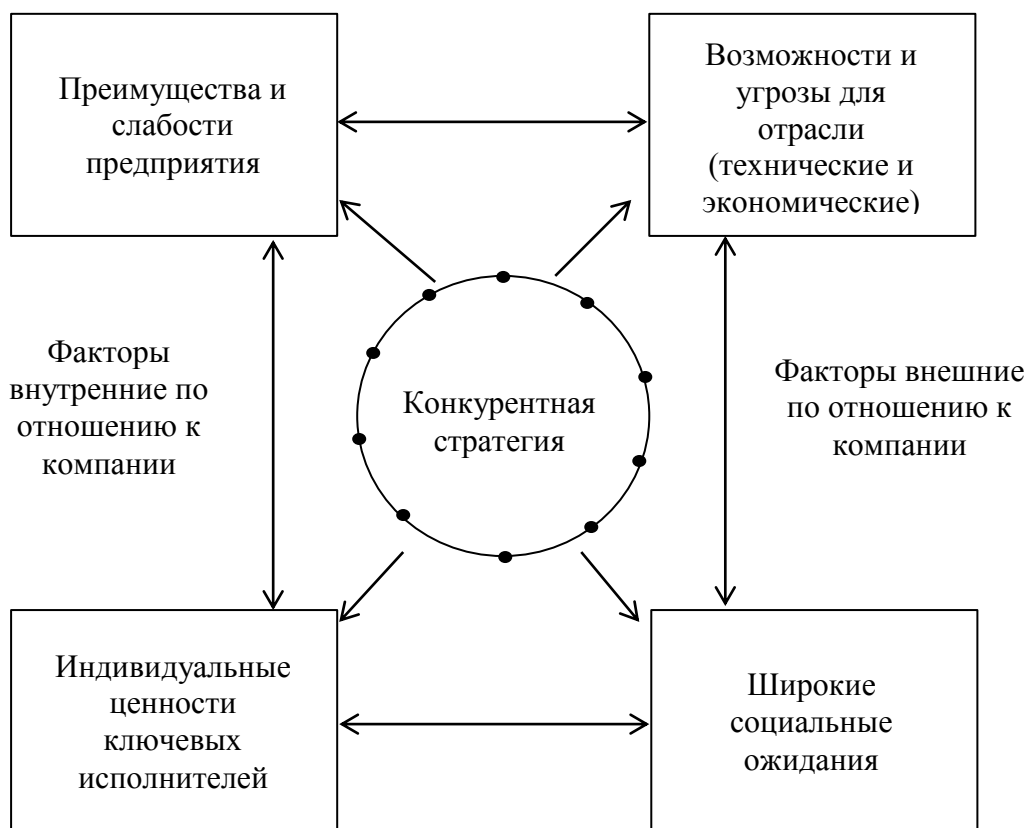 Преимущества и
слабости
предприятия
Возможности и
угрозы для
отрасли
(технические и
экономические)
Факторы
внутренние по
отношению к
компании
Конкурентная
стратегия
Факторы внешние
по отношению к
компании
Индивидуальные
ценности
ключевых
исполнителей
Широкие
социальные
ожидания